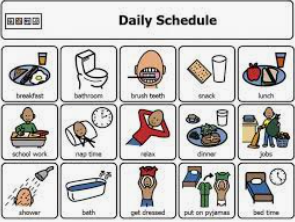 Daily Schedule
breakfast
bathroom
brush teeth
snack
lunch
school work
nap time
relax
dinner
jobs
shower
bath
get dressed
put on pyjamas
bed time